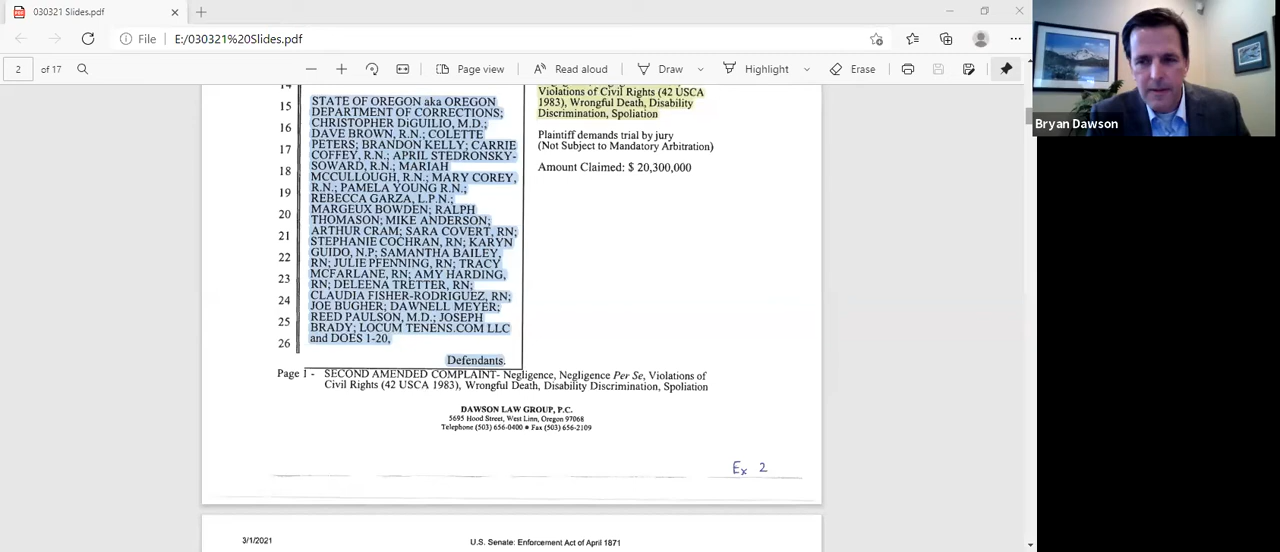 030321 Slides.pdf
File
E:/030321%20Slides.pdf
2 of 17
Page view
Read aloud
Draw
Highlight
Erase
Bryan Dawson
14
15
16
17
18
19
20
21
22
23
24
25
26
STATE OF OREGON aka OREGON
DEPARTMENT OF CORRECTIONS;
CHRISTOPHER DiGUILIO, M.D.;
DAVE BROWN, R.N.; COLETTE
PETERS; BRANDON KELLY; CARRIE
COFFEY, R.N.; APRIL STEDRONSKY-
SOWARD, R.N.; MARIAH
MCCULLOUGH, R.N.; MARY COREY,
R.N.; PAMELA YOUNG R.N.;
REBECCA GARZA, L.P.N.;
MARGEUX BOWDEN; RALPH
THOMASON; MIKE ANDERSON;
ARTHUR CRAM; SARA COVERT, RN;
STEPHANIE COCHRAN, RN; KARYN
GUIDO, N.P; SAMANTHA BAILEY,
RN; JULIE PFENNING, RN; TRACY
MCFARLANE, RN; AMY HARDING,
RN; DELEENA TRETTER, RN;
CLAUDIA FISHER-RODRIGUEZ, RN;
JOE BUGHER; DAWNELL MEYER;
REED PAULSON, M.D.; JOSEPH
BRADY; LOCUM TENENS.COM LLC
and DOES 1-20,
Defendants.
Violations of Civil Rights (42 USCA
1983), Wrongful Death, Disability
Discrimination, Spoliation
Plaintiff demands trial by jury
(Not Subject to Mandatory Arbitration)
Amount Claimed: $ 20,300,000
Page 1 - SECOND AMENDED COMPLAINT- Negligence, Negligence Per Se, Violations of
Civil Rights (42 USCA 1983), Wrongful Death, Disability Discrimination, Spoliation
DAWSON LAW GROUP, P.C.
5695 Hood Street, West Linn, Oregon 97068
Telephone (503) 656-0400 • Fax (503) 656-2109
Ex 2
3/1/2021
U.S. Senate: Enforcement Act of April 1871